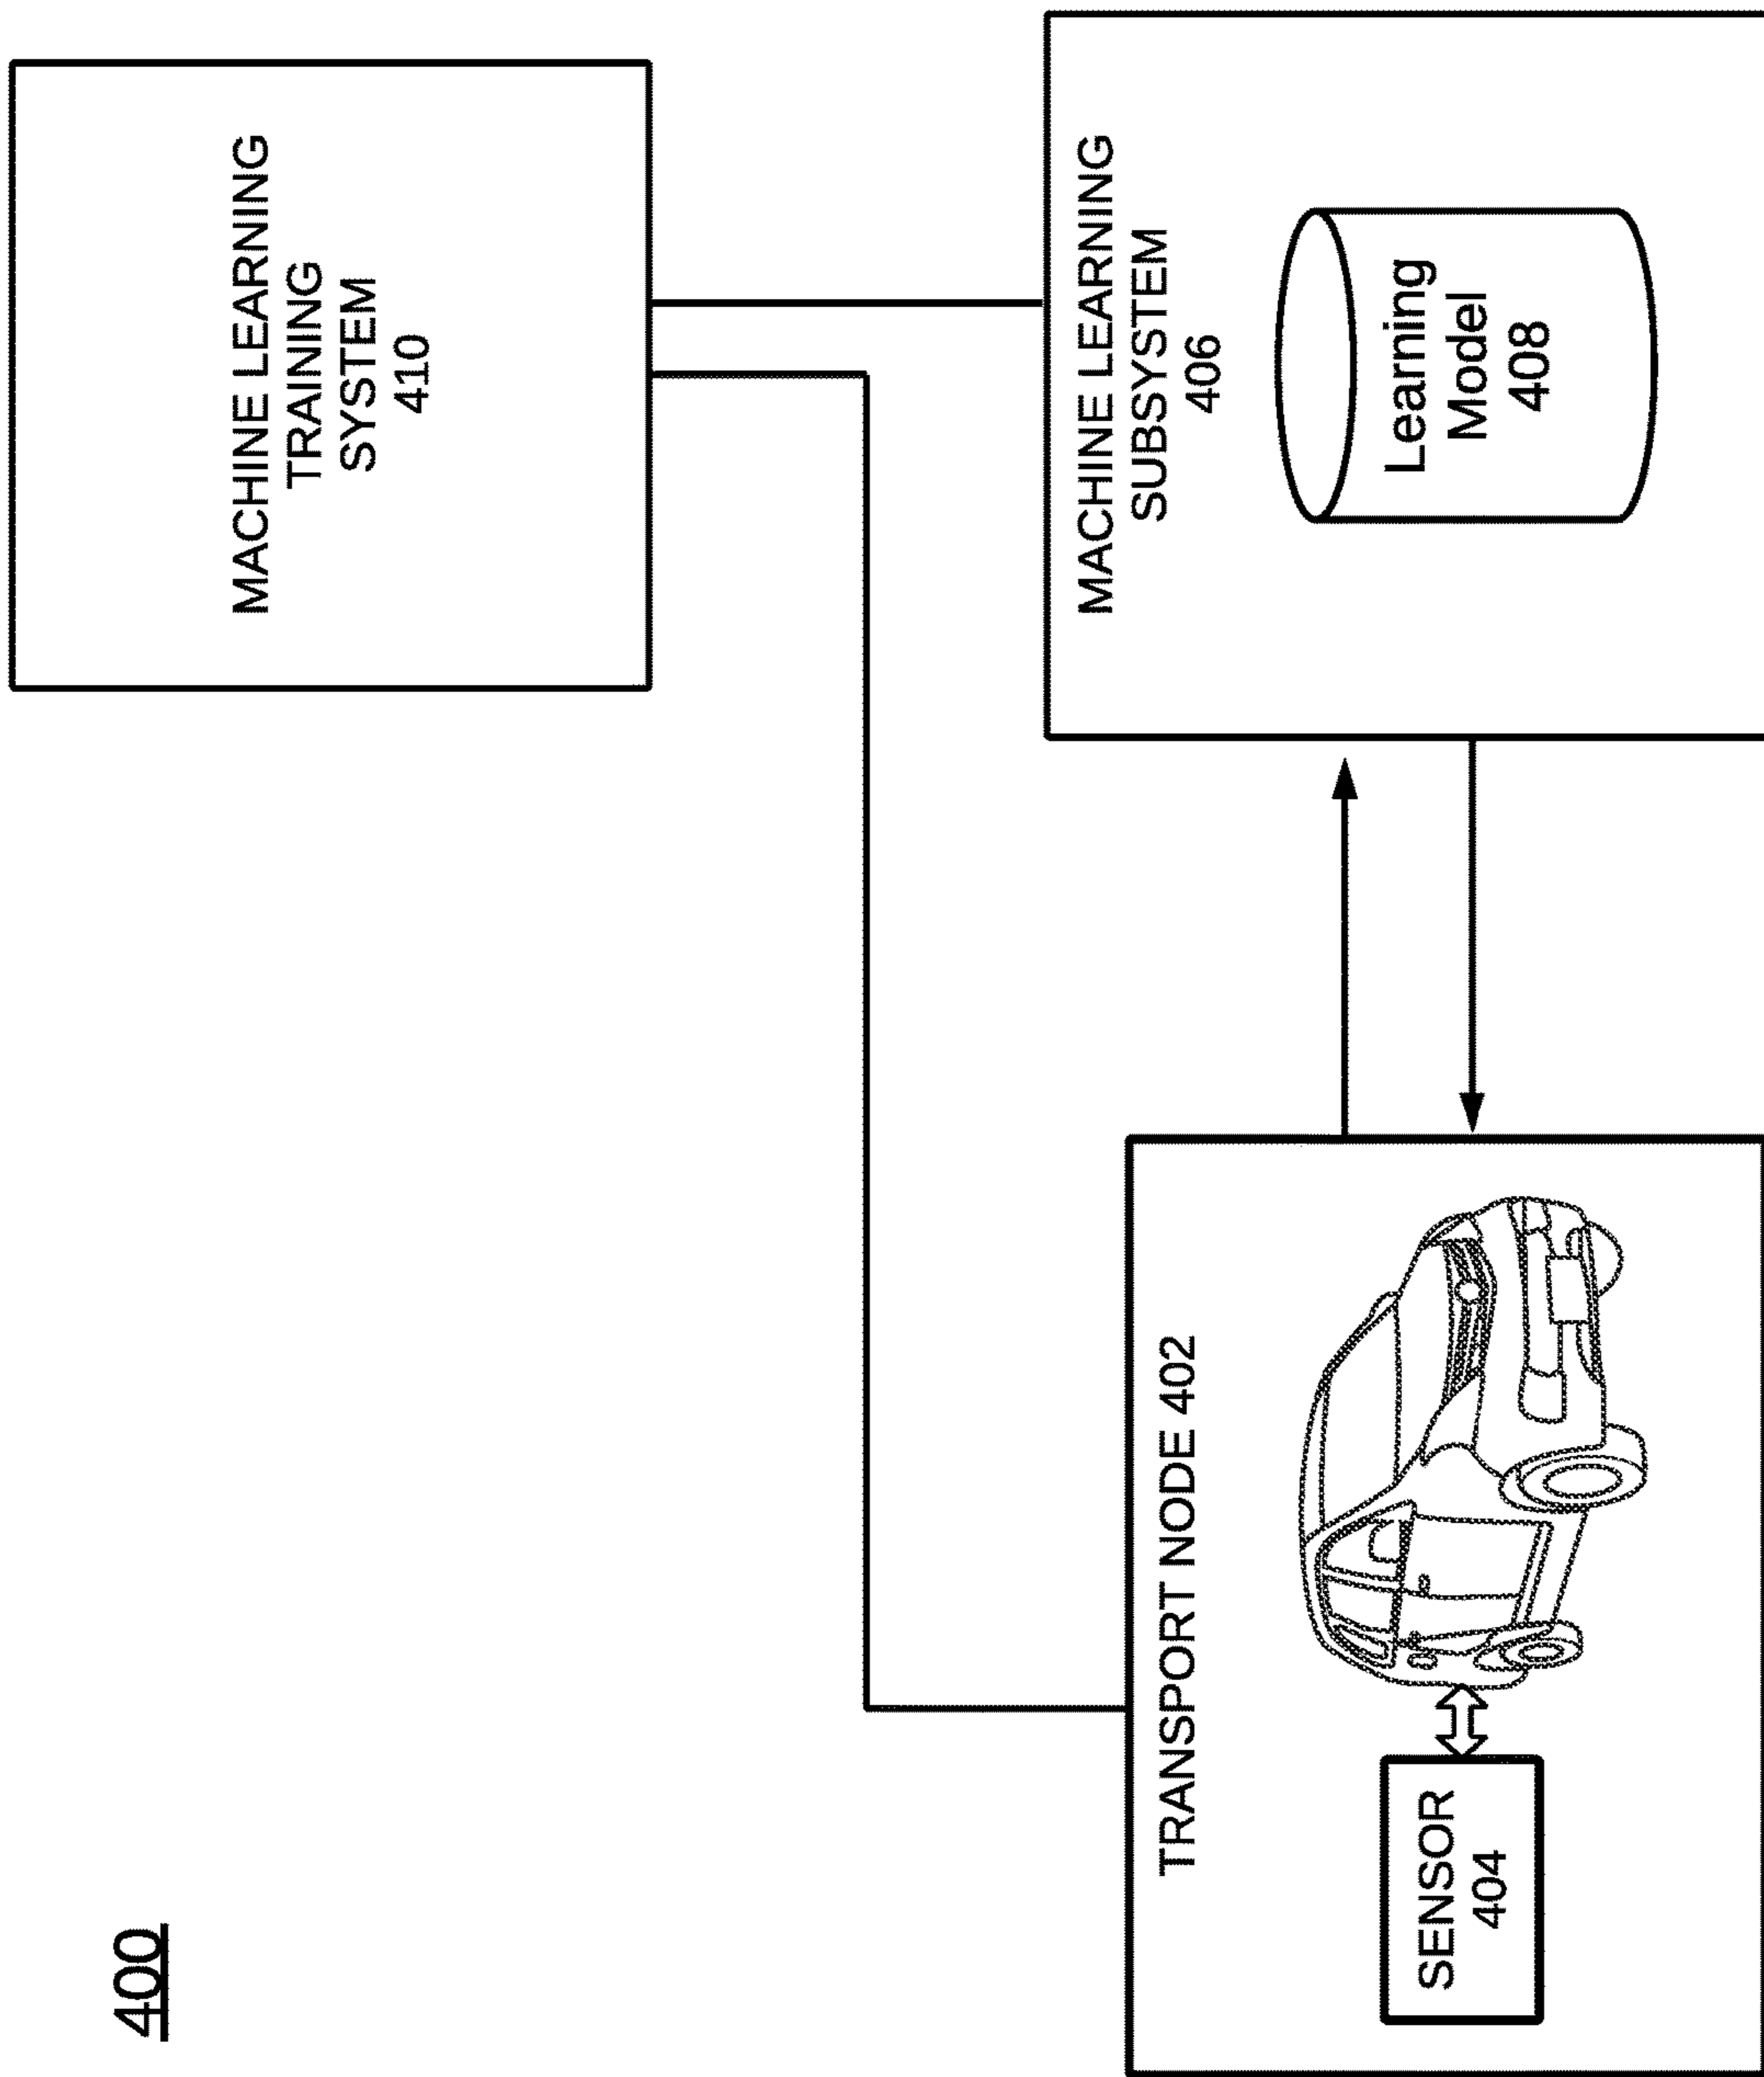 400
MACHINE LEARNING
TRAINING
SYSTEM
410
TRANSPORT NODE 402
SENSOR
404
MACHINE LEARNING
SUBSYSTEM
406
Learning
Model
408